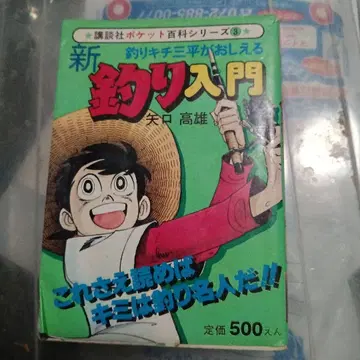 ★講談社ポケット百科シリーズ③★
釣りキチ三平がおしえる
新釣り入門
矢口高雄
これさえ読めば
キミは釣り名人だ!!
定価500えん